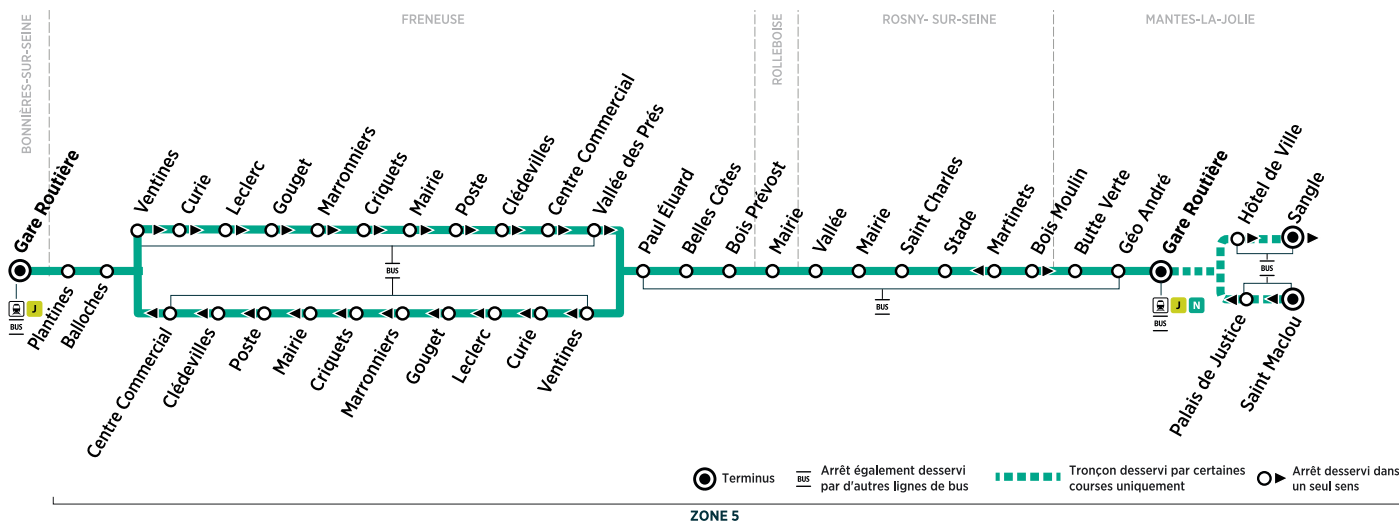 BONNIÈRES-SUR-SEINE
FRENEUSE
ROLLEBOISE
ROSNY- SUR-SEINE
MANTES-LA-JOLIE
Gare Routière
Plantines
Balloches
Ventines
Curie
Leclerc
Gouget
Marronniers
Criquets
Mairie
Poste
Clédevilles
Centre Commercial
Vallée des Prés
BUS
Centre Commercial
Clédevilles
Poste
Mairie
Criquets
Marronniers
Gouget
Leclerc
Curie
Ventines
Paul Éluard
Belles Côtes
Bois Prévost
Mairie
Vallée
Mairie
Saint Charles
Stade
Martinets
Bois Moulin
Butte Verte
Géo André
Gare Routière
Hôtel de Ville
Sangle
Palais de Justice
Saint Maclou
J
BUS
BUS
J N
BUS
BUS
Terminus
BUS
Arrêt également desservi
par d'autres lignes de bus
Tronçon desservi par certaines
courses uniquement
Arrêt desservi dans
un seul sens
ZONE 5